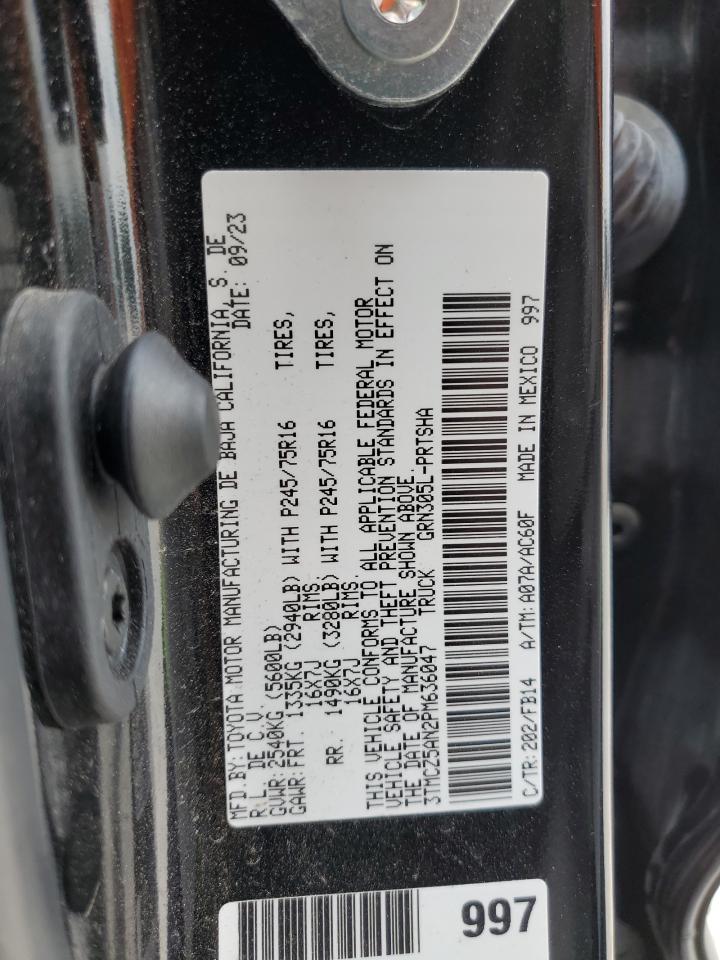 MFD.BY:TOYOTA MOTOR MANUFACTURING DE BAJA CALIFORNIA, S. DE
R.L. DE C.V. DATE: 09/23
GVWR:2540KG (5600LB)
GAWR:FRT. 1335KG (2940LB) WITH P245/75R16 TIRES,
16X7J RIMS,
RR. 1490KG (3280LB) WITH P245/75R16 TIRES,
16X7J RIMS.
THIS VEHICLE CONFORMS TO ALL APPLICABLE FEDERAL MOTOR
VEHICLE SAFETY AND THEFT PREVENTION STANDARDS IN EFFECT ON
THE DATE OF MANUFACTURE SHOWN ABOVE.
3TMCZ5AN2PM636047 TRUCK GRN305L-PRTSHA
C/TR:202/FB14 A/TM:A07A/AC60F MADE IN MEXICO 997
997